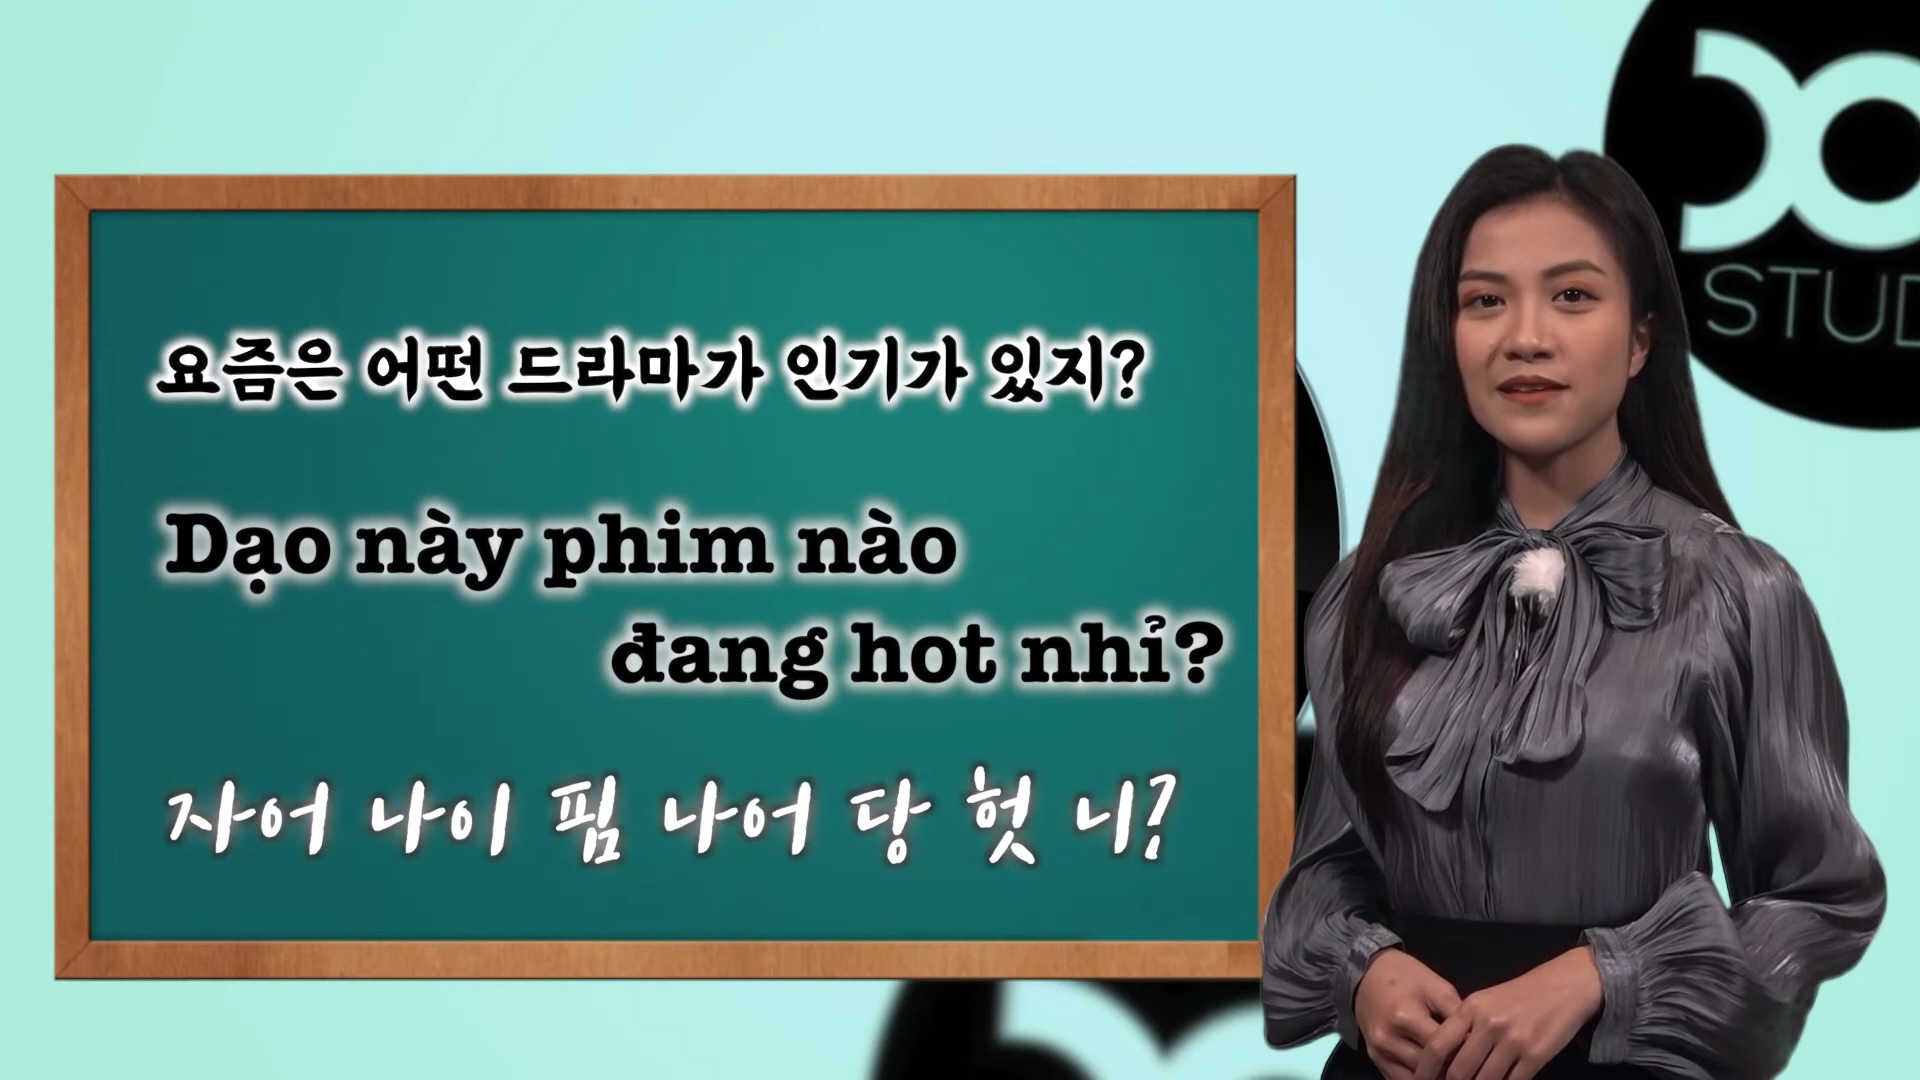 요즘은 어떤 드라마가 인기가 있지?
Dạo này phim nào
đang hot nhỉ?
자어 나이 핌 나어 당 헛 니?